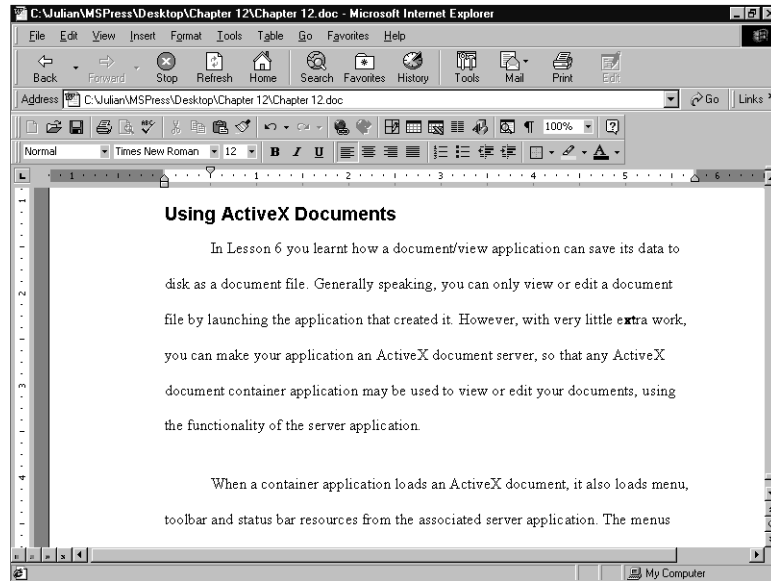 C:\Julian\MSPress\Desktop\Chapter 12\Chapter 12.doc - Microsoft Internet Explorer
File Edit View Insert Format Tools Table Go Favorites Help
Back Forward Stop Refresh Home Search Favorites History Tools Mail Print Edit
Address C:\Julian\MSPress\Desktop\Chapter 12\Chapter 12.doc Go Links
100%
Normal Times New Roman 12 B I U A
1 1 2 3 4 5 6
Using ActiveX Documents
In Lesson 6 you learnt how a document/view application can save its data to
disk as a document file. Generally speaking, you can only view or edit a document
file by launching the application that created it. However, with very little extra work,
you can make your application an ActiveX document server, so that any ActiveX
document container application may be used to view or edit your documents, using
the functionality of the server application.
When a container application loads an ActiveX document, it also loads menu,
toolbar and status bar resources from the associated server application. The menus
My Computer